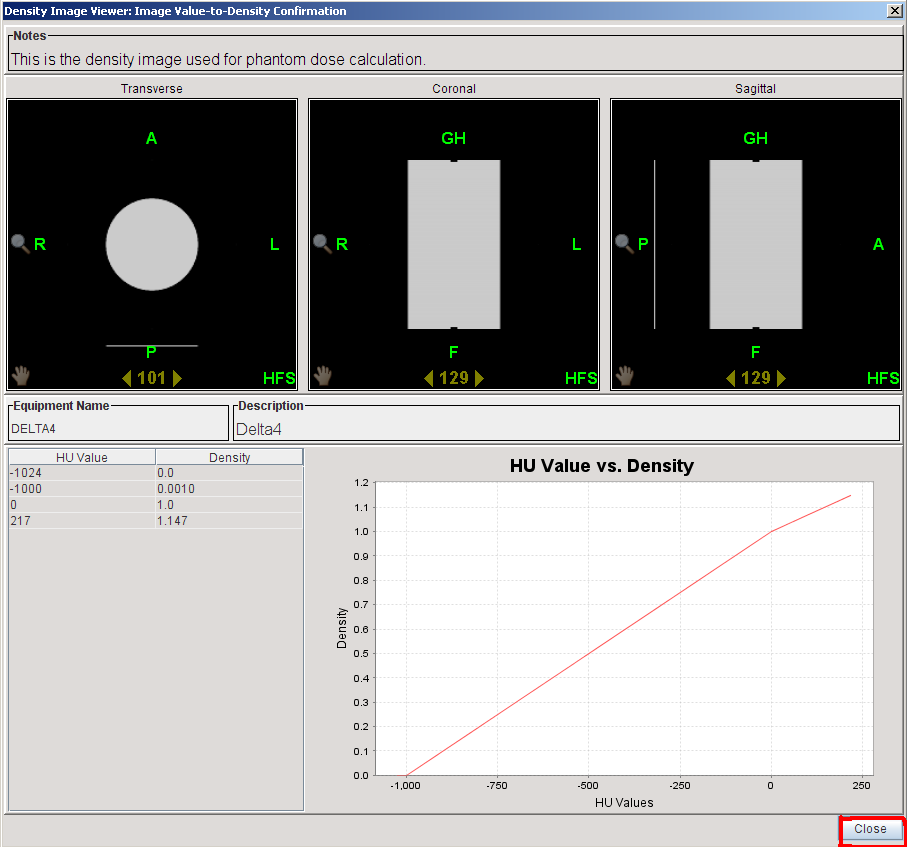 Density Image Viewer: Image Value-to-Density Confirmation
Notes
This is the density image used for phantom dose calculation.
Transverse Coronal Sagittal
A GH GH
R L R L P A
P F F
101 HFS 129 HFS 129 HFS
Equipment Name Description
DELTA4 Delta4
HU Value Density
-1024 0.0
-1000 0.0010
0 1.0
217 1.147
HU Value vs. Density
1.2
1.1
1.0
0.9
0.8
0.7
0.6
0.5
0.4
0.3
0.2
0.1
0.0
Density
-1,000 -750 -500 -250 0 250
HU Values
Close